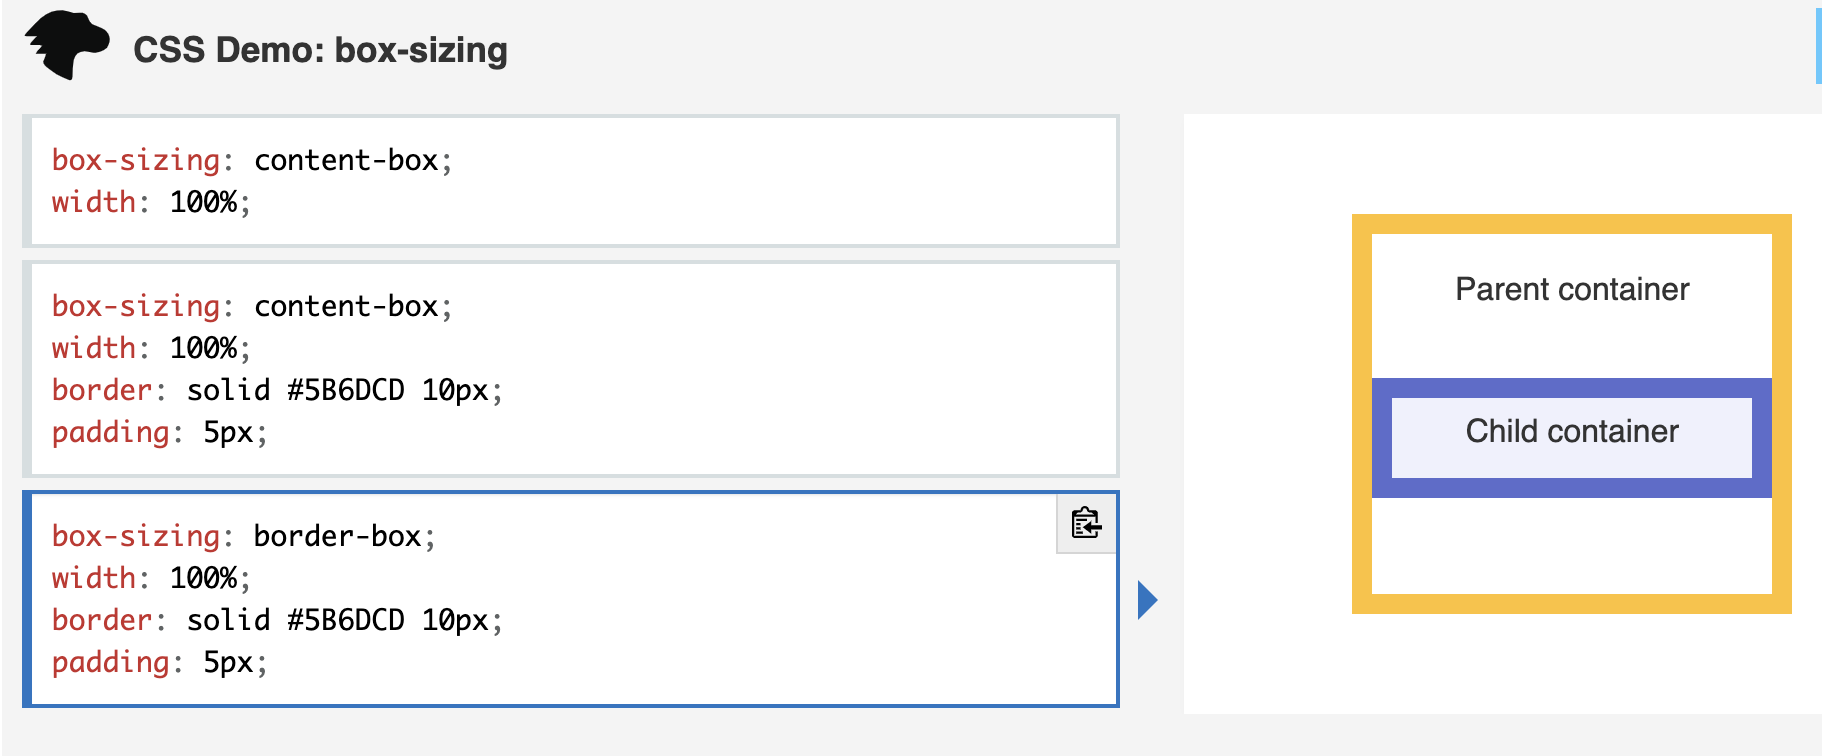 CSS Demo: box-sizing
box-sizing: content-box;
width: 100%;
box-sizing: content-box;
width: 100%;
border: solid #5B6DCD 10px;
padding: 5px;
box-sizing: border-box;
width: 100%;
border: solid #5B6DCD 10px;
padding: 5px;
Parent container
Child container